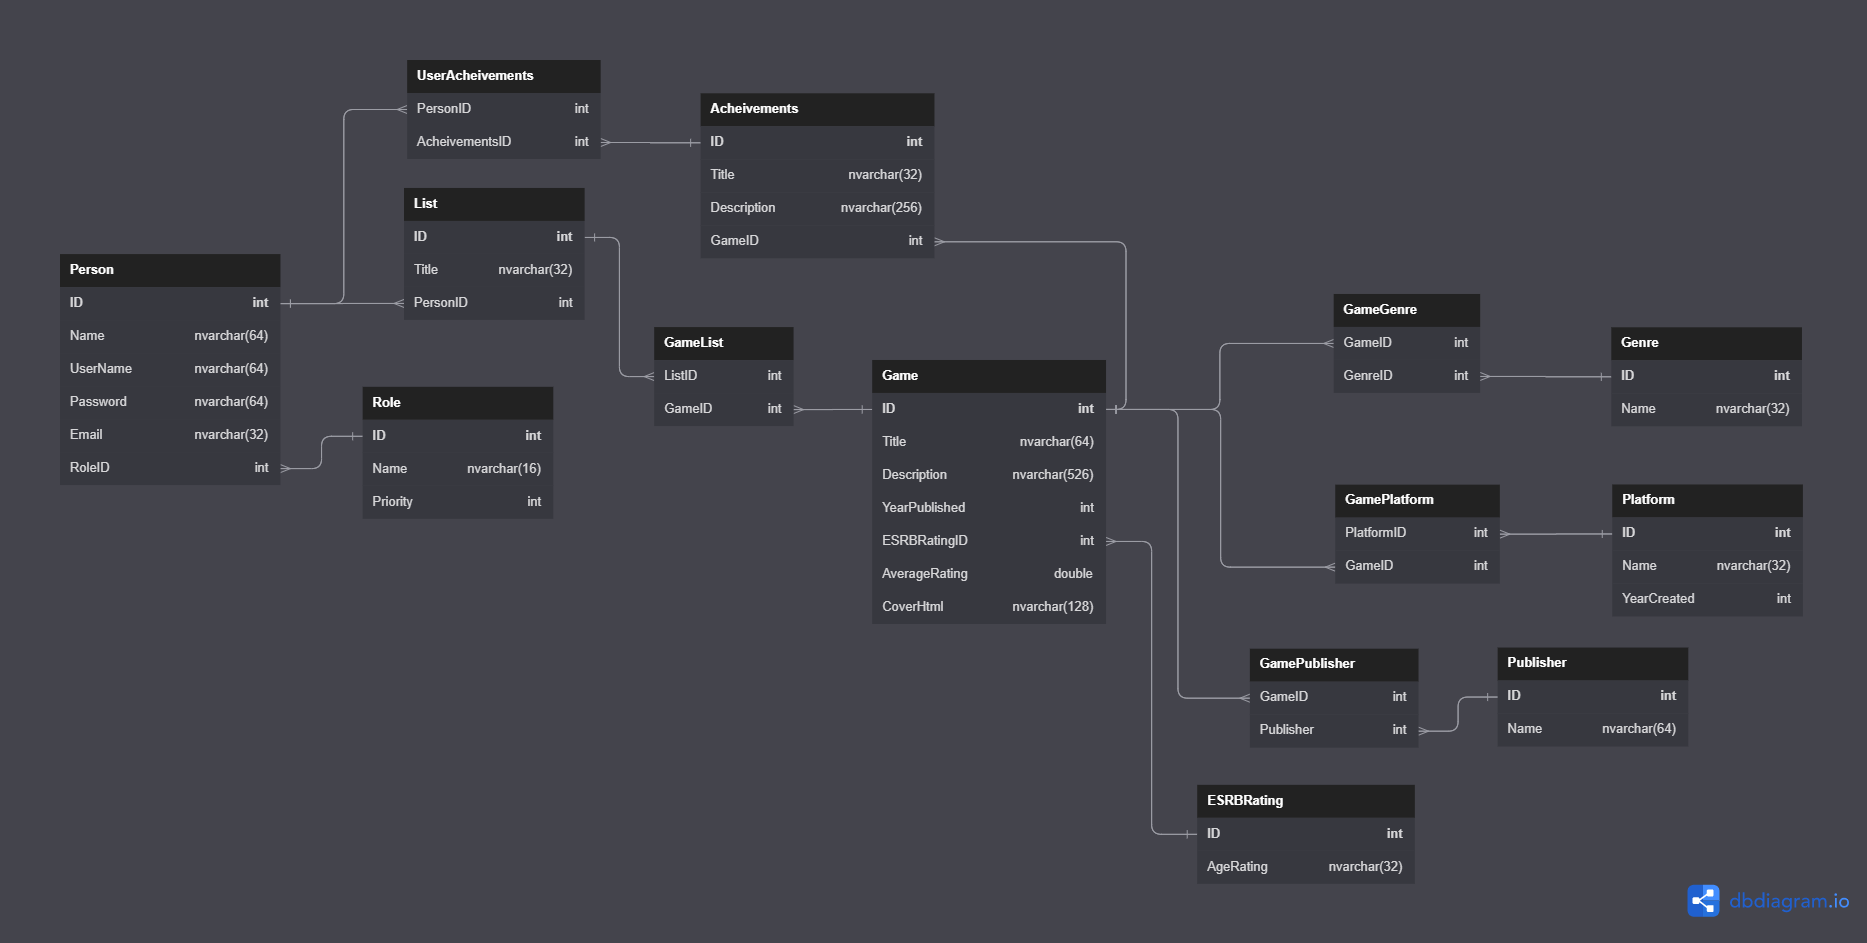 UserAcheivements
PersonID int
AcheivementsID int
Acheivements
ID int
Title nvarchar(32)
Description nvarchar(256)
GameID int
List
ID int
Title nvarchar(32)
PersonID int
Person
ID int
Name nvarchar(64)
UserName nvarchar(64)
Password nvarchar(64)
Email nvarchar(32)
RoleID int
Role
ID int
Name nvarchar(16)
Priority int
GameList
ListID int
GameID int
Game
ID int
Title nvarchar(64)
Description nvarchar(526)
YearPublished int
ESRBRatingID int
AverageRating double
CoverHtml nvarchar(128)
GameGenre
GameID int
GenreID int
Genre
ID int
Name nvarchar(32)
GamePlatform
PlatformID int
GameID int
Platform
ID int
Name nvarchar(32)
YearCreated int
GamePublisher
GameID int
Publisher int
Publisher
ID int
Name nvarchar(64)
ESRBRating
ID int
AgeRating nvarchar(32)
dbdiagram.io